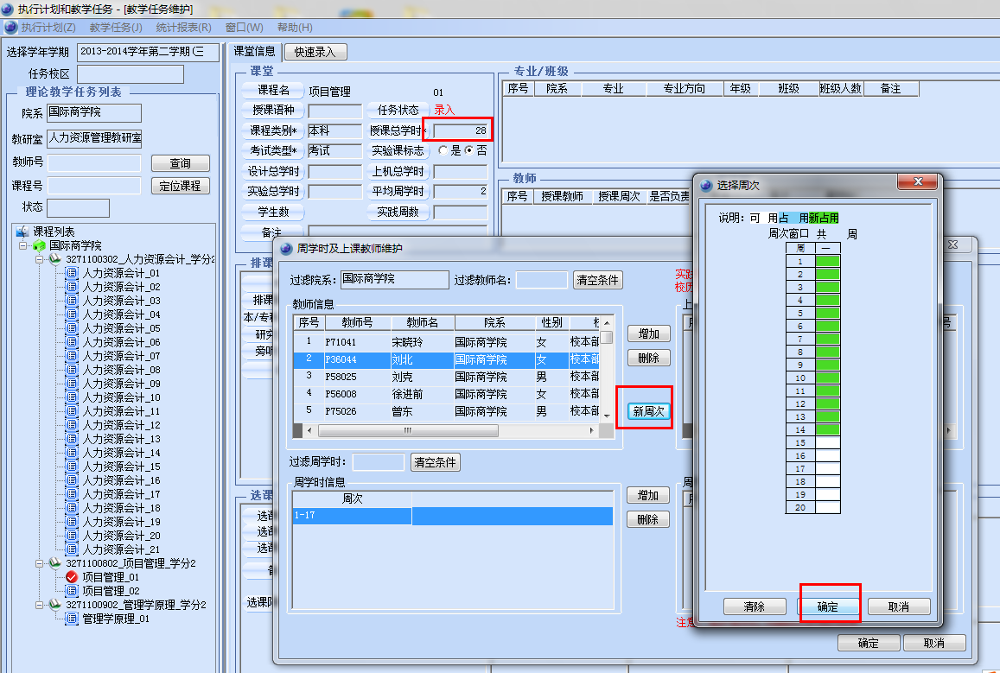 执行计划和教学任务 - [教学任务维护]
执行计划(Z) 教学任务(J) 统计报表(R) 窗口(W) 帮助(H)
选择学年学期 2013-2014学年第二学期(三
任务校区
理论教学任务列表
院系 国际商学院
教研室 人力资源管理教研室
教师号 查询
课程号 定位课程
状态
课程列表
国际商学院
3271100302_人力资源会计_学分2
人力资源会计_01
人力资源会计_02
人力资源会计_03
人力资源会计_04
人力资源会计_05
人力资源会计_06
人力资源会计_07
人力资源会计_08
人力资源会计_09
人力资源会计_10
人力资源会计_11
人力资源会计_12
人力资源会计_13
人力资源会计_14
人力资源会计_15
人力资源会计_16
人力资源会计_17
人力资源会计_18
人力资源会计_19
人力资源会计_20
人力资源会计_21
3271100802_项目管理_学分2
项目管理_01
项目管理_02
3271100902_管理学原理_学分2
管理学原理_01
课堂信息 快速录入
课堂
课程名 项目管理 01
授课语种 任务状态 录入
课程类别* 本科 授课总学时* 28
考试类型* 考试 实验课标志 是 否
设计总学时 上机总学时
实验总学时 平均周学时 2
学生数 实践周数
备注
专业/班级
序号 院系 专业 专业方向 年级 班级 班级人数 备注
教师
序号 授课教师 授课周次 是否负责
排课
排课
本/专科
研究
旁听
选课
选课
选课
选课
备
选课限
周学时及上课教师维护
过滤院系： 国际商学院 过滤教师名： 清空条件
实践
校历
教师信息
序号 教师号 教师名 院系 性别 校
1 P71041 宋晓玲 国际商学院 女 校本部
2 P36044 刘北 国际商学院 女 校本部
3 P58025 刘克 国际商学院 男 校本部
4 P56008 徐进前 国际商学院 女 校本部
5 P75026 曾东 国际商学院 男 校本部
增加
删除
新周次
上
号
过滤周学时： 清空条件
周学时信息
周次
1-17
增加
删除
周
注意
确定 取消
选择周次
说明： 可 用 占 用 新占用
周次窗口 共 周
周 一
1
2
3
4
5
6
7
8
9
10
11
12
13
14
15
16
17
18
19
20
清除 确定 取消